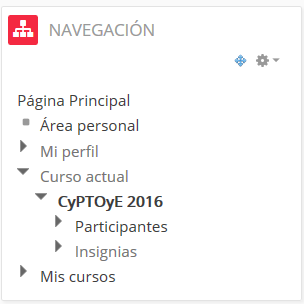 NAVEGACIÓN
Página Principal
Área personal
Mi perfil
Curso actual
CyPTOyE 2016
Participantes
Insignias
Mis cursos